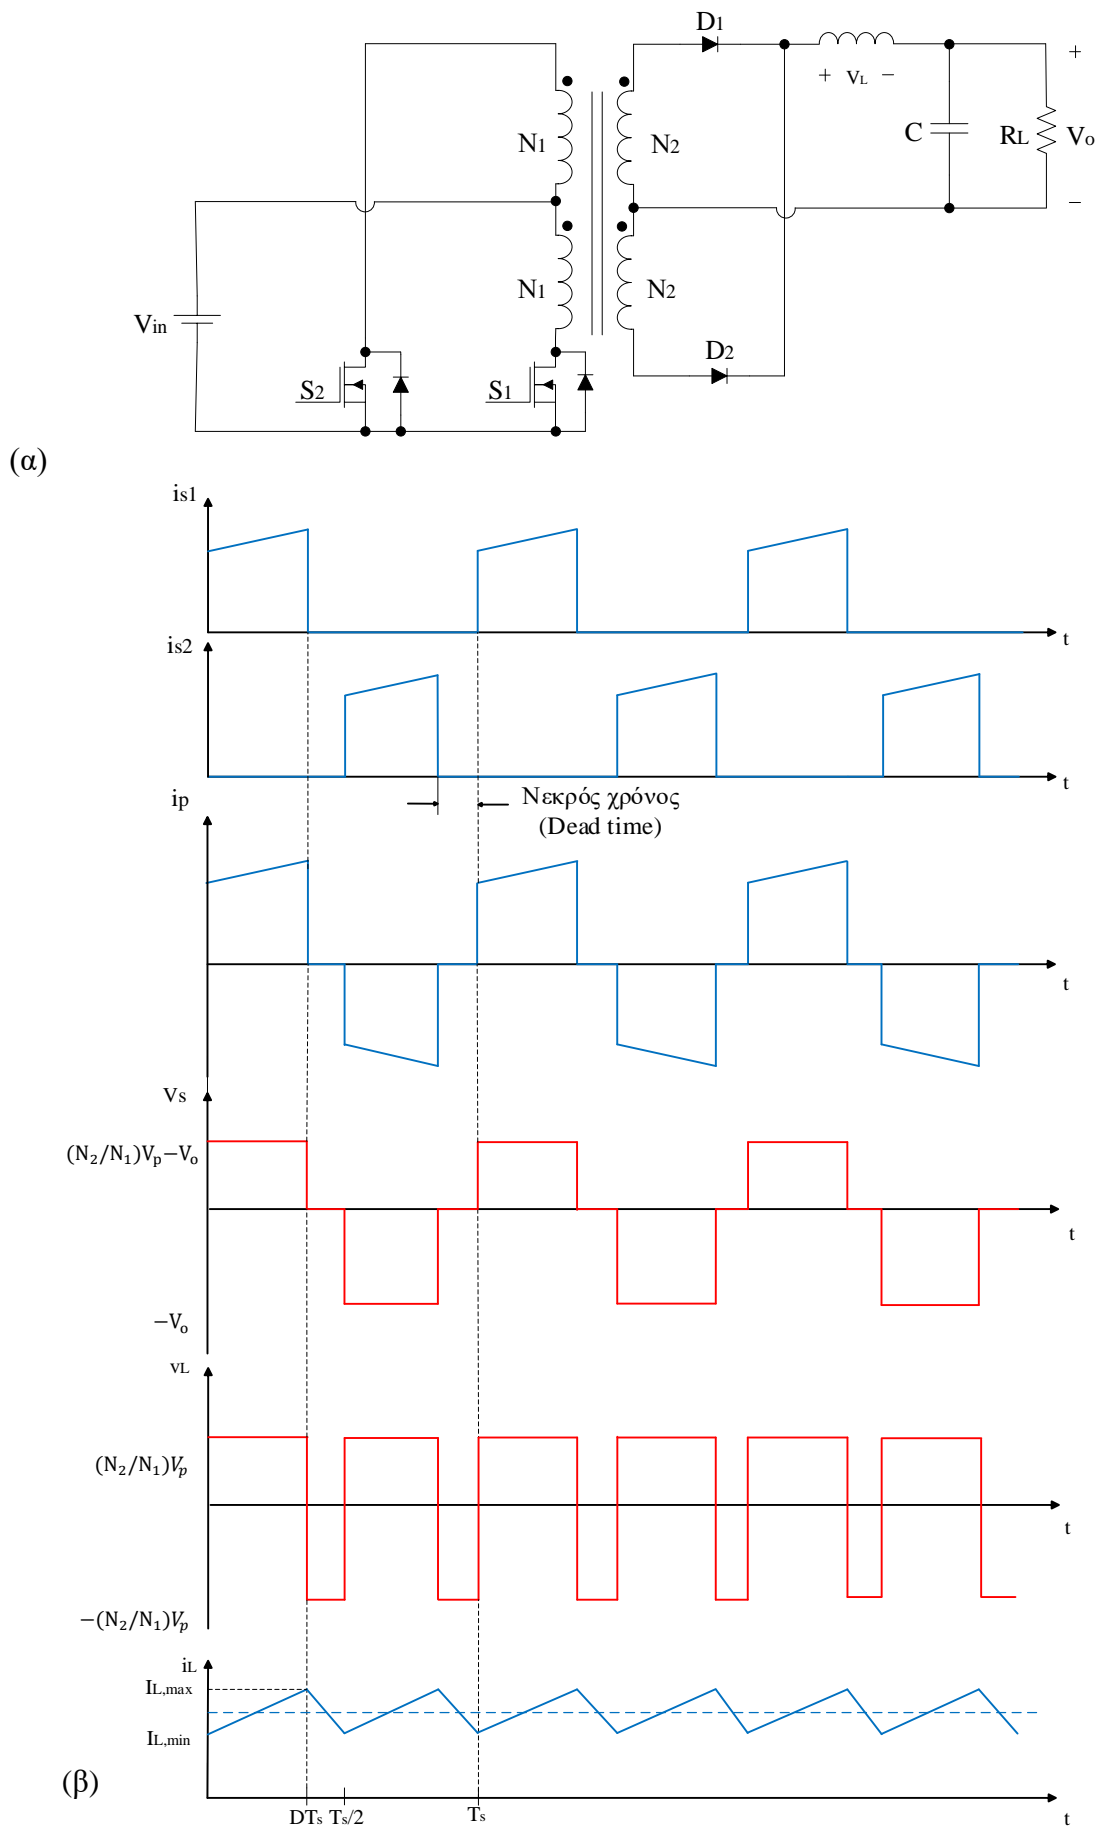 D1
+ VL −
+
N1
N2
C
RL
Vo
−
N1
N2
Vin
D2
S2
S1
(α)
is1
t
is2
t
Νεκρός χρόνος
(Dead time)
ip
t
Vs
(N₂/N₁)Vₚ−Vₒ
t
−Vₒ
vL
(N₂/N₁)Vₚ
t
−(N₂/N₁)Vₚ
iL
IL,max
IL,min
(β)
DTs Ts/2 Ts
t